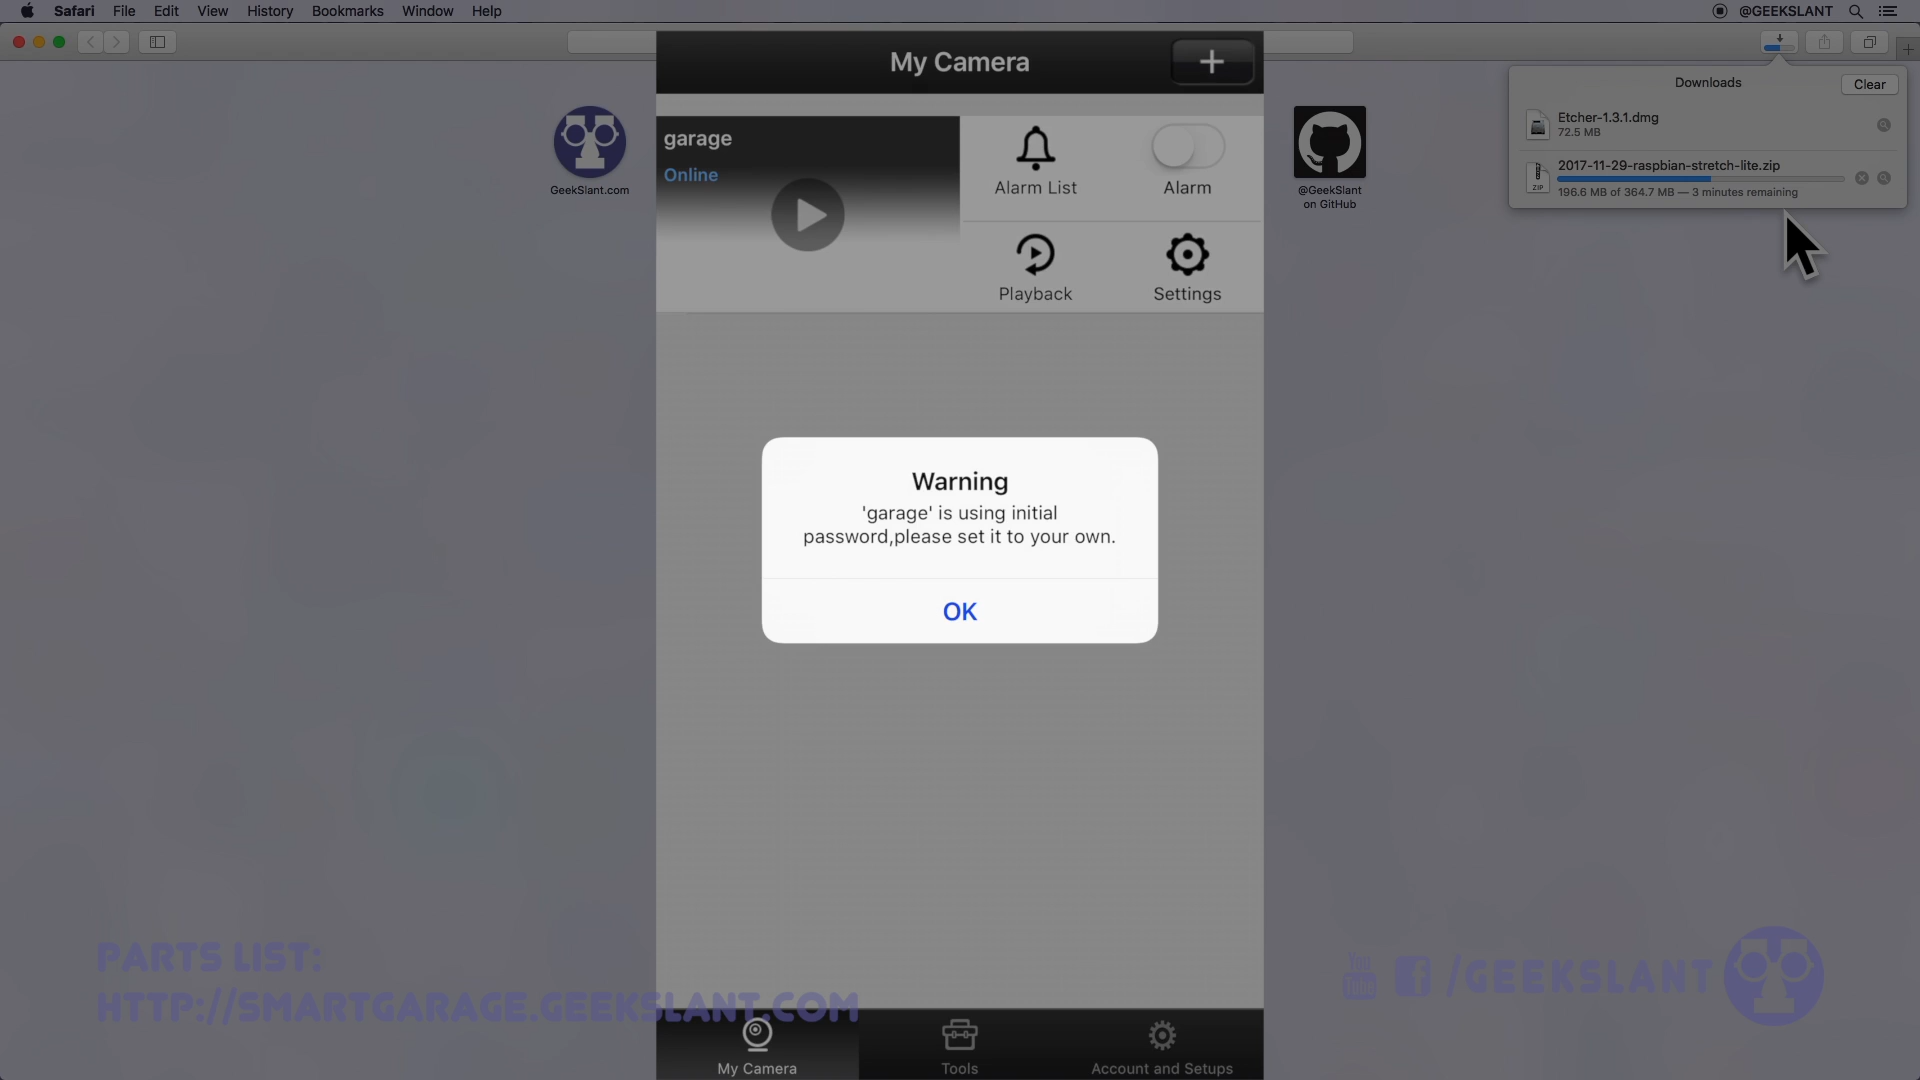 Safari File Edit View History Bookmarks Window Help @GEEKSLANT
My Camera
+
garage
Online
Alarm List
Alarm
Playback
Settings
GeekSlant.com
@GeekSlant
on GitHub
Downloads
Clear
Etcher-1.3.1.dmg
72.5 MB
ZIP
2017-11-29-raspbian-stretch-lite.zip
196.6 MB of 364.7 MB — 3 minutes remaining
Warning
'garage' is using initial
password,please set it to your own.
OK
PARTS LIST:
HTTP://SMARTGARAGE.GEEKSLANT.COM
You
Tube
f
/GEEKSLANT
My Camera
Tools
Account and Setups